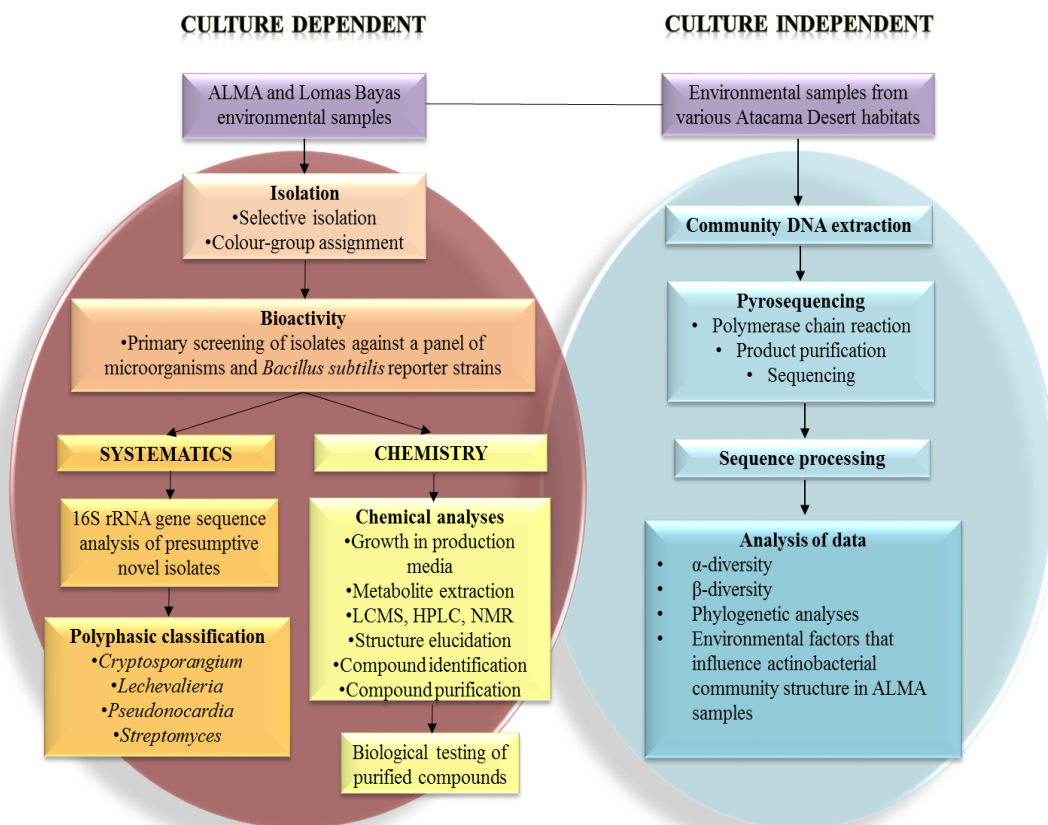 CULTURE DEPENDENT
ALMA and Lomas Bayas
environmental samples
Isolation
•Selective isolation
•Colour-group assignment
Bioactivity
•Primary screening of isolates against a panel of
microorganisms and Bacillus subtilis reporter strains
SYSTEMATICS
16S rRNA gene sequence
analysis of presumptive
novel isolates
Polyphasic classification
•Cryptosporangium
•Lechevalieria
•Pseudonocardia
•Streptomyces
CHEMISTRY
Chemical analyses
•Growth in production
media
•Metabolite extraction
•LCMS, HPLC, NMR
•Structure elucidation
•Compound identification
•Compound purification
Biological testing of
purified compounds
CULTURE INDEPENDENT
Environmental samples from
various Atacama Desert habitats
Community DNA extraction
Pyrosequencing
• Polymerase chain reaction
• Product purification
• Sequencing
Sequence processing
Analysis of data
• α-diversity
• β-diversity
• Phylogenetic analyses
• Environmental factors that
influence actinobacterial
community structure in ALMA
samples